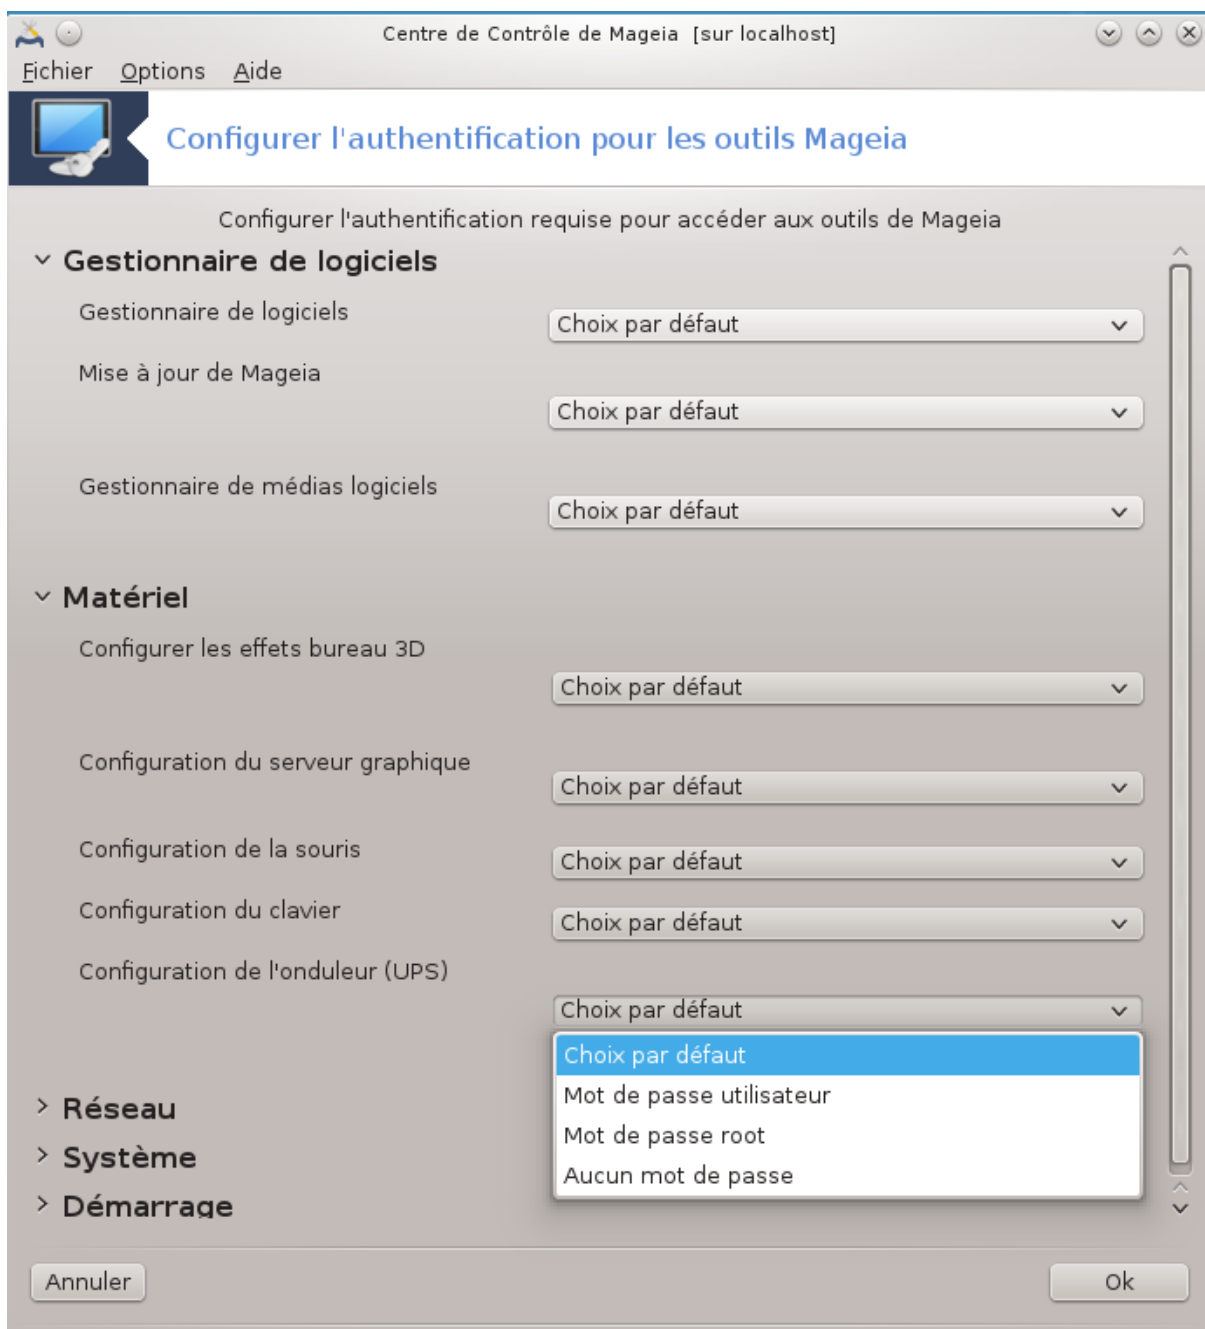 Centre de Contrôle de Mageia [sur localhost]
Fichier Options Aide
Configurer l'authentification pour les outils Mageia
Configurer l'authentification requise pour accéder aux outils de Mageia
Gestionnaire de logiciels
Gestionnaire de logiciels
Choix par défaut
Mise à jour de Mageia
Choix par défaut
Gestionnaire de médias logiciels
Choix par défaut
Matériel
Configurer les effets bureau 3D
Choix par défaut
Configuration du serveur graphique
Choix par défaut
Configuration de la souris
Choix par défaut
Configuration du clavier
Choix par défaut
Configuration de l'onduleur (UPS)
Choix par défaut
Choix par défaut
Mot de passe utilisateur
Mot de passe root
Aucun mot de passe
Réseau
Système
Démarrage
Annuler
Ok